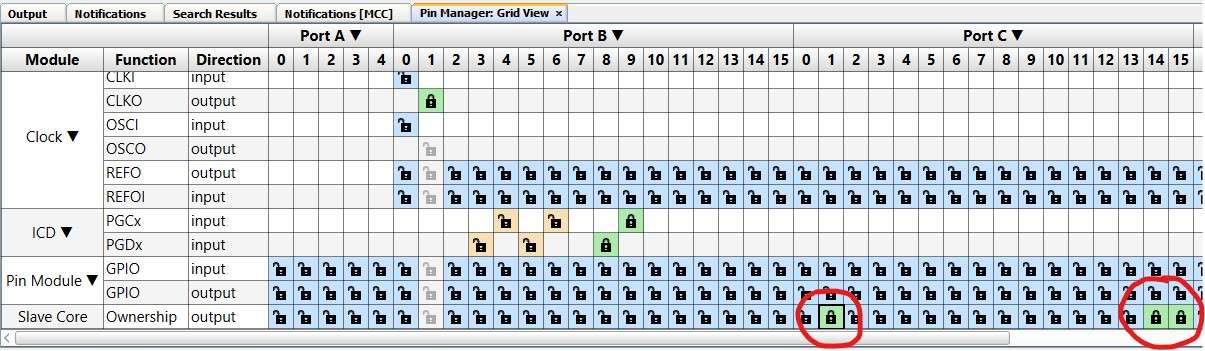 Output Notifications Search Results Notifications [MCC] Pin Manager: Grid View ×
Port A ▼ Port B ▼ Port C ▼
Module Function Direction 0 1 2 3 4 0 1 2 3 4 5 6 7 8 9 10 11 12 13 14 15 0 1 2 3 4 5 6 7 8 9 10 11 12 13 14 15
CLKI input
CLKO output
Clock ▼ OSCI input
OSCO output
REFO output
REFOI input
ICD ▼ PGCx input
PGDx input
Pin Module ▼ GPIO input
GPIO output
Slave Core Ownership output